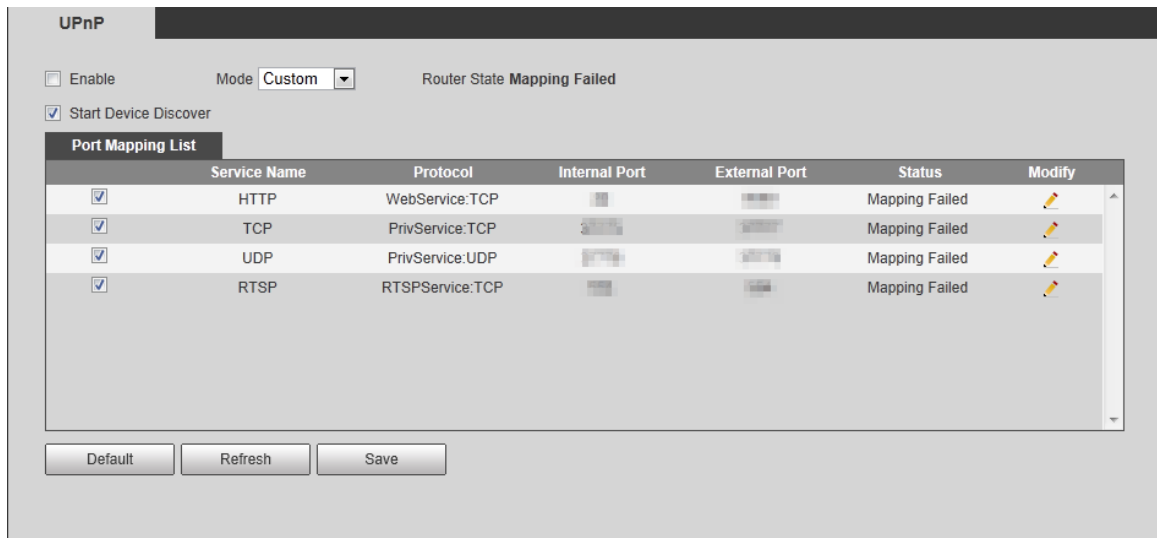 UPnP
Enable Mode Custom Router State Mapping Failed
Start Device Discover
Port Mapping List
Service Name Protocol Internal Port External Port Status Modify
HTTP WebService:TCP Mapping Failed
TCP PrivService:TCP Mapping Failed
UDP PrivService:UDP Mapping Failed
RTSP RTSPService:TCP Mapping Failed
Default Refresh Save